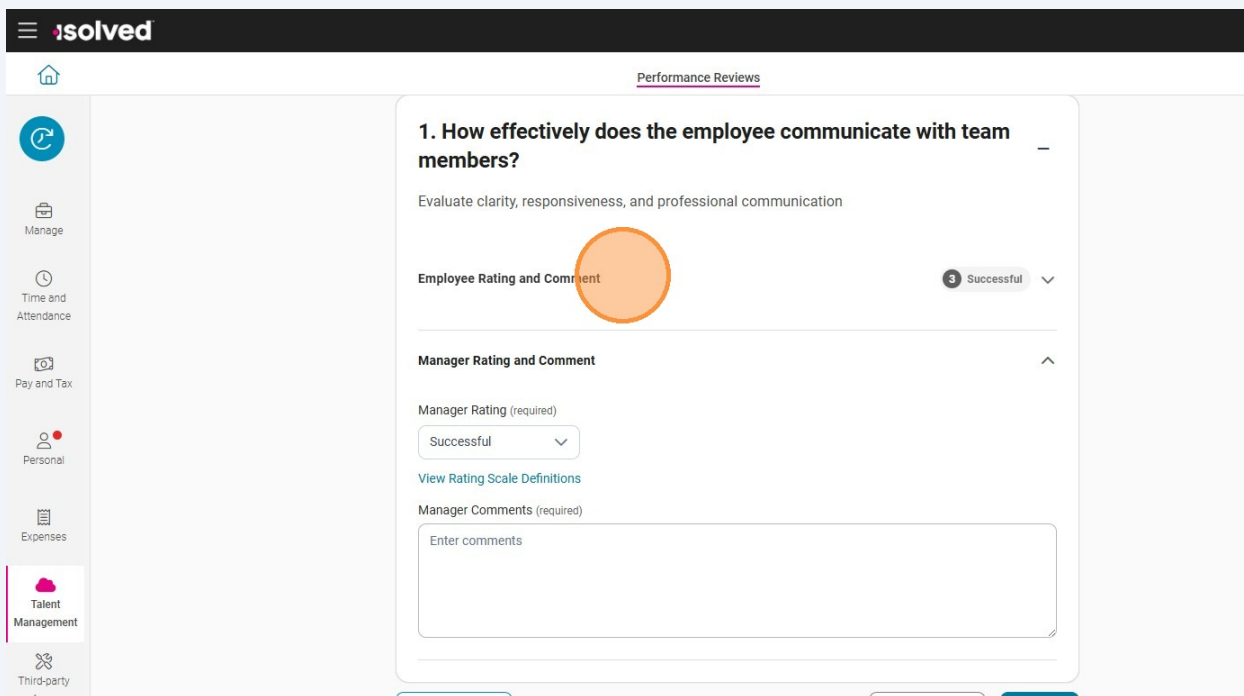 isolved
Performance Reviews
1. How effectively does the employee communicate with team
members?
Evaluate clarity, responsiveness, and professional communication
Manage
Employee Rating and Comment
3 Successful
Time and
Attendance
Manager Rating and Comment
Pay and Tax
Manager Rating (required)
Successful
Personal
View Rating Scale Definitions
Manager Comments (required)
Enter comments
Expenses
Talent
Management
Third-party